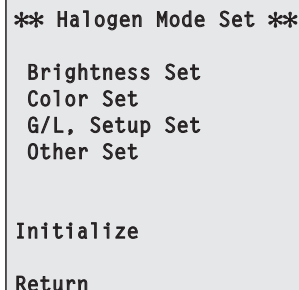 ** Halogen Mode Set **
Brightness Set
Color Set
G/L, Setup Set
Other Set
Initialize
Return